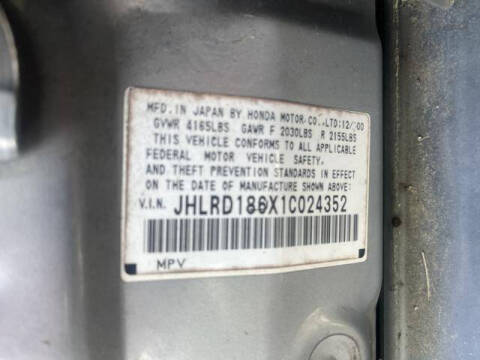 MFD. IN JAPAN BY HONDA MOTOR CO.,LTD:12/00
GVWR 4165LBS GAWR F 2030LBS R 2155LBS
THIS VEHICLE CONFORMS TO ALL APPLICABLE
FEDERAL MOTOR VEHICLE SAFETY,
AND THEFT PREVENTION STANDARDS IN EFFECT
ON THE DATE OF MANUFACTURE SHOWN ABOVE:
V.I.N. JHLRD186X1C024352
MPV